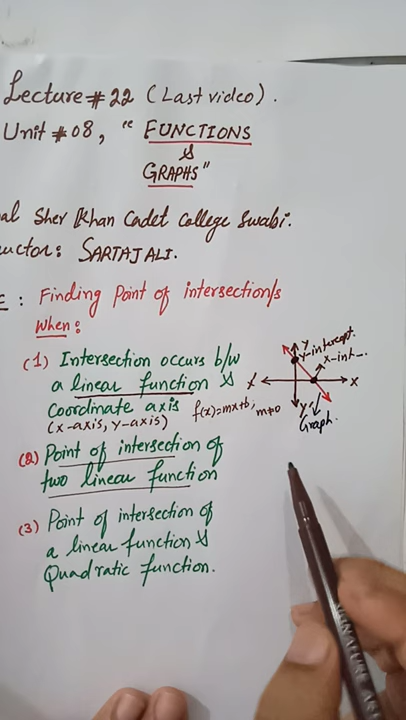 Lecture # 22 (Last video).
Unit # 08, " FUNCTIONS
&
GRAPHS"
al Sher Khan Cadet College Swabi.
uctor: SARTAJ ALI.
: Finding Point of intersection/s
When:
(1) Intersection occurs b/w
a linear function &
Coordinate axis
(x-axis, y-axis)
f(x)=mx+b, m≠0
(2) Point of intersection of
two linear function
(3) Point of intersection of
a linear function &
Quadratic function.
Y
y-intercept.
x-int-.
x' x
y'
Graph.